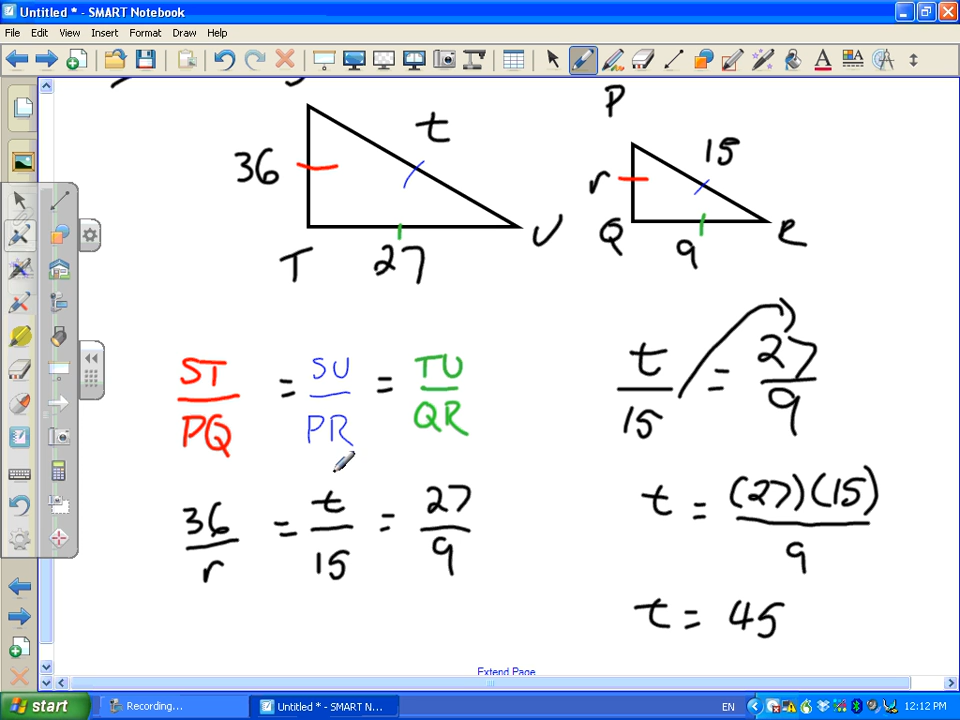 Untitled * - SMART Notebook
File Edit View Insert Format Draw Help
P
t
36
15
r
T
27
U
Q
9
R
ST/PQ = SU/PR = TU/QR
t/15 = 27/9
36/r = t/15 = 27/9
t = (27)(15)/9
t = 45
Extend Page
start
Recording...
Untitled * - SMART N...
EN
12:12 PM